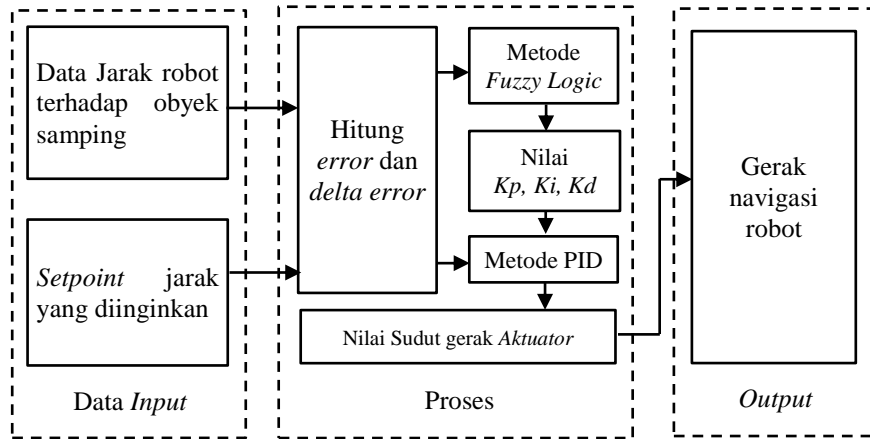 Data Jarak robot
terhadap obyek
samping
Setpoint jarak
yang diinginkan
Data Input
Hitung
error dan
delta error
Metode
Fuzzy Logic
Nilai
Kp, Ki, Kd
Metode PID
Nilai Sudut gerak Aktuator
Proses
Gerak
navigasi
robot
Output